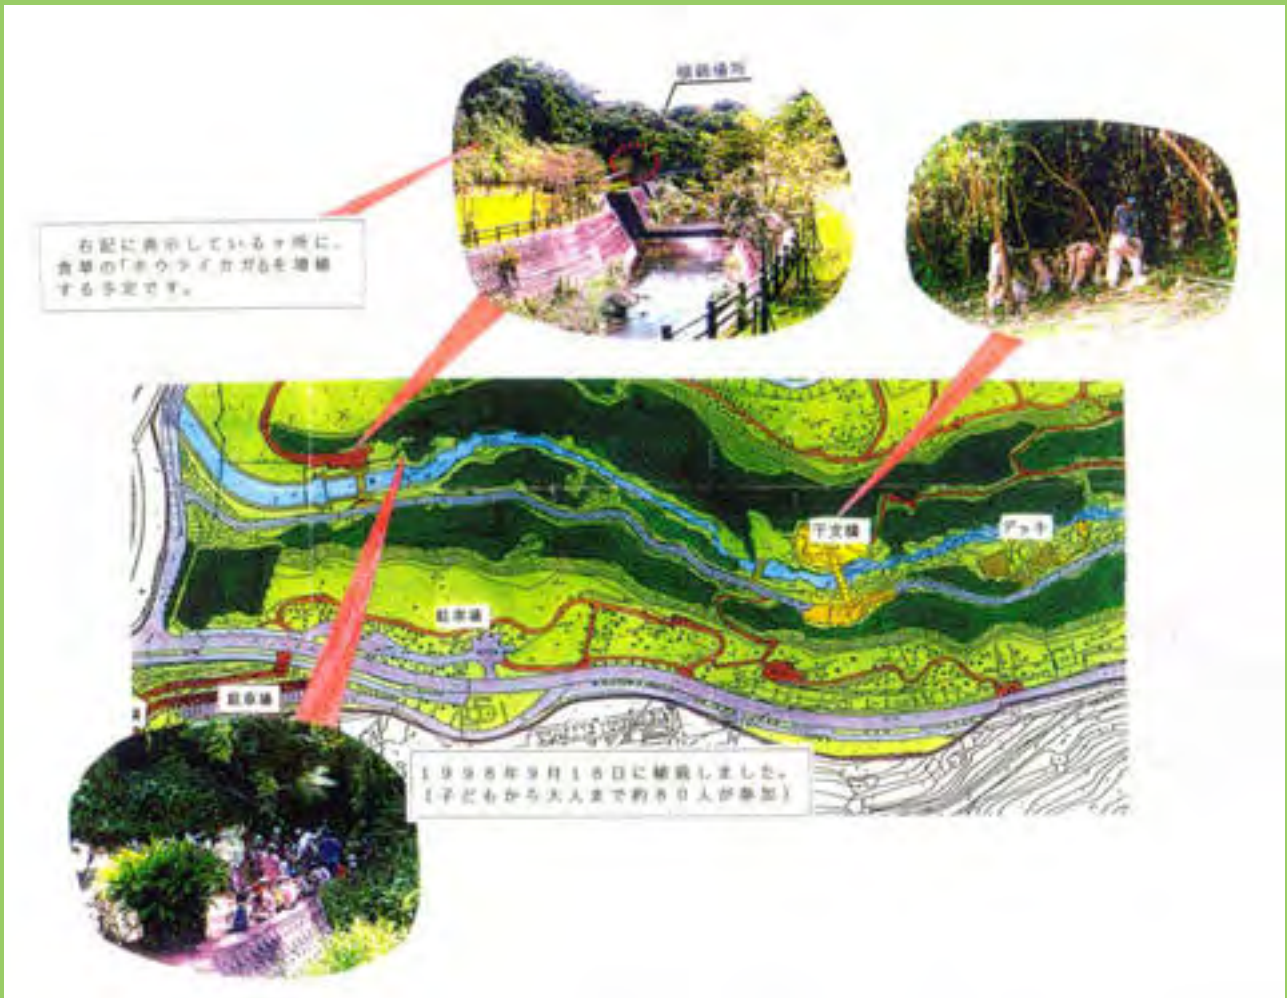 植栽場所
右記に表示しているヶ所に、
食草の「ホウライカガミ」を増植
する予定です。
デッキ
駐車場
駐車場
1998年9月18日に植栽しました。
(子どもから大人まで約80人が参加)